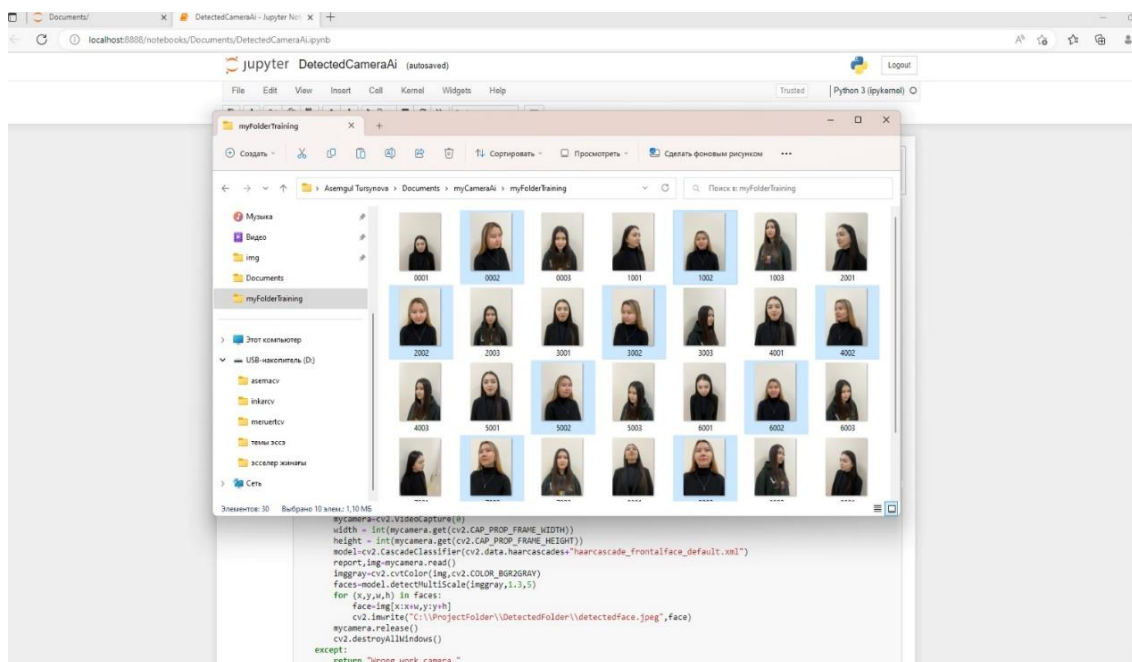 Documents/
DetectedCameraAi - Jupyter Not
localhost:8888/notebooks/Documents/DetectedCameraAi.ipynb
jupyter DetectedCameraAi (autosaved)
Logout
File Edit View Insert Cell Kernel Widgets Help
Trusted
Python 3 (ipykernel)
myFolderTraining
Создать
Сортировать
Просмотреть
Сделать фоновым рисунком
Asemgul Tursynova > Documents > myCameraAi > myFolderTraining
Поиск в: myFolderTraining
Музыка
Видео
img
Documents
myFolderTraining
Этот компьютер
USB-накопитель (D:)
asemacv
inkarcv
meruertcv
темы эссэ
эсселер жинағы
Сеть
0001 0002 0003 1001 1002 1003 2001
2002 2003 3001 3002 3003 4001 4002
4003 5001 5002 5003 6001 6002 6003
Элементов: 30 Выбрано 10 элем.: 1,10 МБ
mycamera=cv2.VideoCapture(0)
width = int(mycamera.get(cv2.CAP_PROP_FRAME_WIDTH))
height = int(mycamera.get(cv2.CAP_PROP_FRAME_HEIGHT))
model=cv2.CascadeClassifier(cv2.data.haarcascades+"haarcascade_frontalface_default.xml")
report,img=mycamera.read()
imggray=cv2.cvtColor(img,cv2.COLOR_BGR2GRAY)
faces=model.detectMultiScale(imggray,1.3,5)
for (x,y,w,h) in faces:
face=img[x:x+w,y:y+h]
cv2.imwrite("C:\\ProjectFolder\\DetectedFolder\\detectedface.jpeg",face)
mycamera.release()
cv2.destroyAllWindows()
except:
return "Wrong work camera."